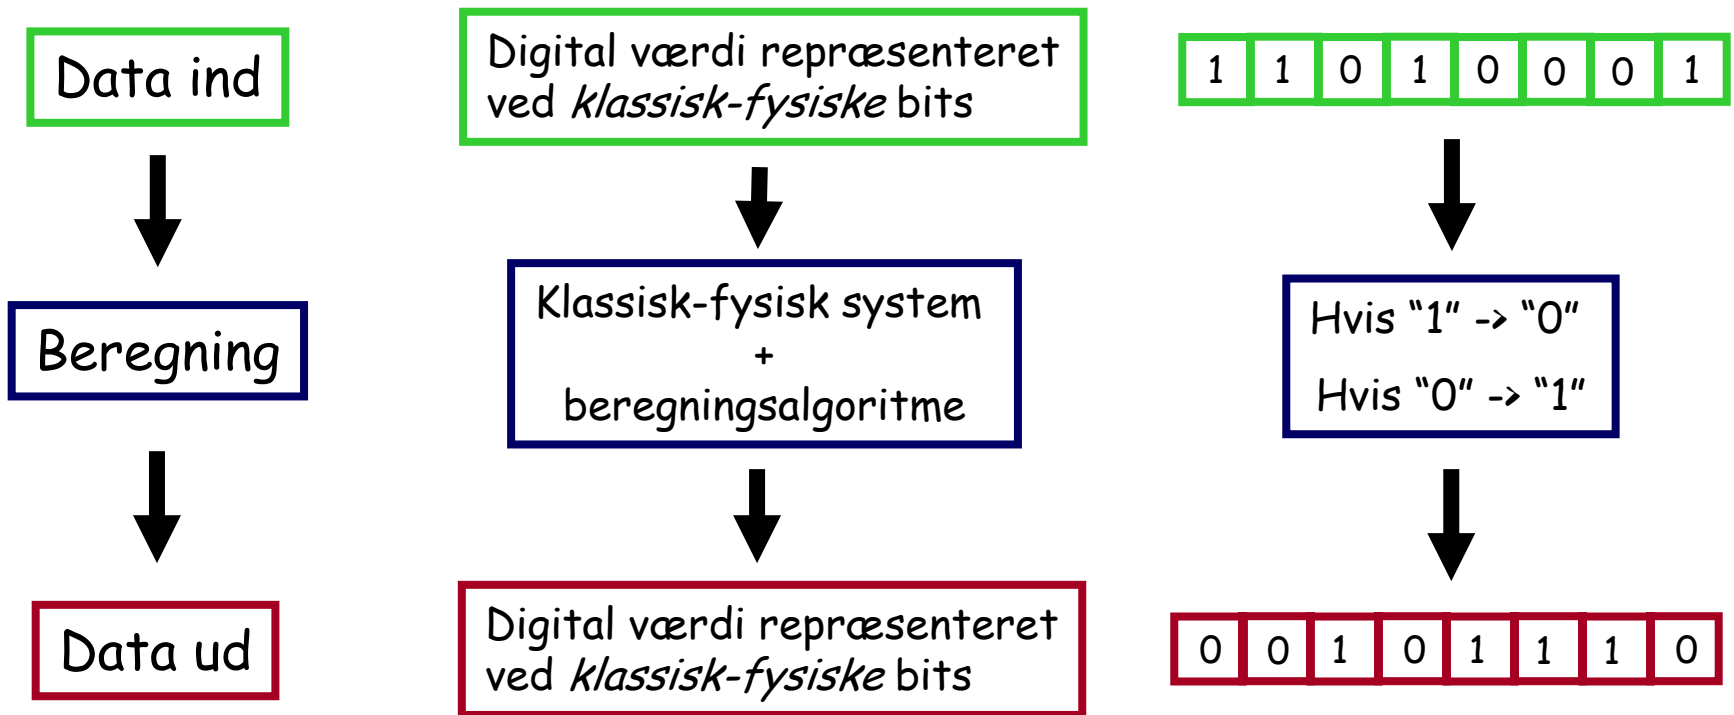 Data ind
Beregning
Data ud
Digital værdi repræsenteret
ved klassisk-fysiske bits
Klassisk-fysisk system
+
beregningsalgoritme
Digital værdi repræsenteret
ved klassisk-fysiske bits
1 1 0 1 0 0 0 1
Hvis “1” -> “0”
Hvis “0” -> “1”
0 0 1 0 1 1 1 0